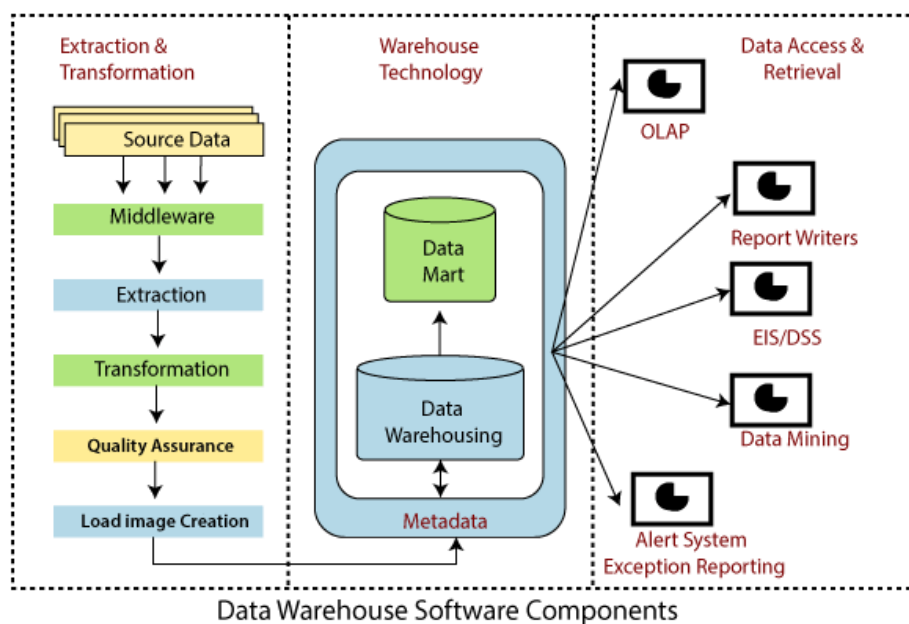 Extraction &
Transformation
Source Data
Middleware
Extraction
Transformation
Quality Assurance
Load image Creation
Warehouse
Technology
Data
Mart
Data
Warehousing
Metadata
Data Access &
Retrieval
OLAP
Report Writers
EIS/DSS
Data Mining
Alert System
Exception Reporting
Data Warehouse Software Components